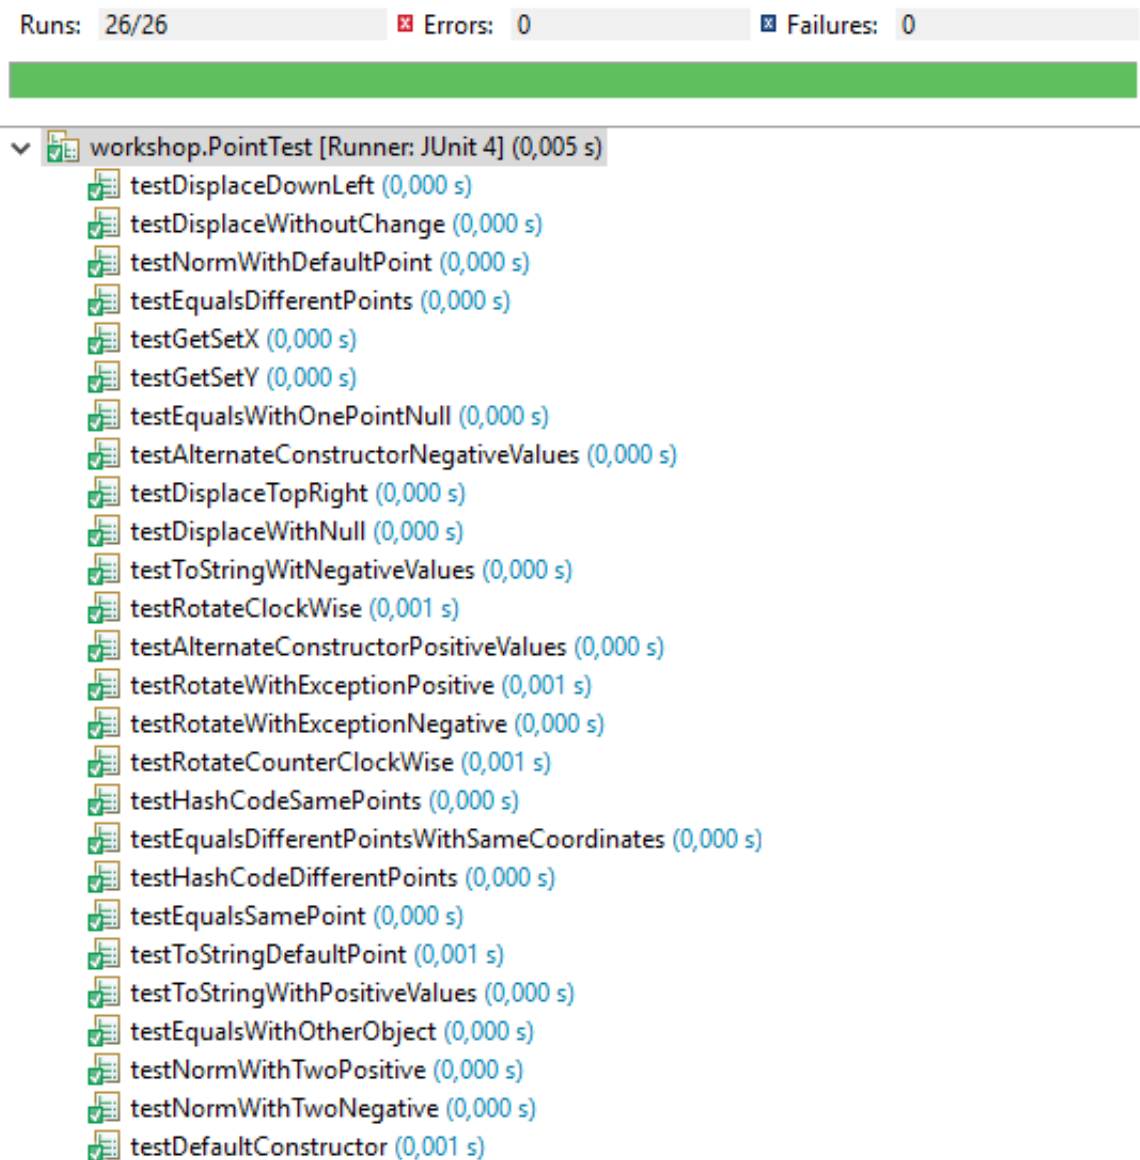 Runs: 26/26 Errors: 0 Failures: 0
workshop.PointTest [Runner: JUnit 4] (0,005 s)
testDisplaceDownLeft (0,000 s)
testDisplaceWithoutChange (0,000 s)
testNormWithDefaultPoint (0,000 s)
testEqualsDifferentPoints (0,000 s)
testGetSetX (0,000 s)
testGetSetY (0,000 s)
testEqualsWithOnePointNull (0,000 s)
testAlternateConstructorNegativeValues (0,000 s)
testDisplaceTopRight (0,000 s)
testDisplaceWithNull (0,000 s)
testToStringWitNegativeValues (0,000 s)
testRotateClockWise (0,001 s)
testAlternateConstructorPositiveValues (0,000 s)
testRotateWithExceptionPositive (0,001 s)
testRotateWithExceptionNegative (0,000 s)
testRotateCounterClockWise (0,001 s)
testHashCodeSamePoints (0,000 s)
testEqualsDifferentPointsWithSameCoordinates (0,000 s)
testHashCodeDifferentPoints (0,000 s)
testEqualsSamePoint (0,000 s)
testToStringDefaultPoint (0,001 s)
testToStringWithPositiveValues (0,000 s)
testEqualsWithOtherObject (0,000 s)
testNormWithTwoPositive (0,000 s)
testNormWithTwoNegative (0,000 s)
testDefaultConstructor (0,001 s)